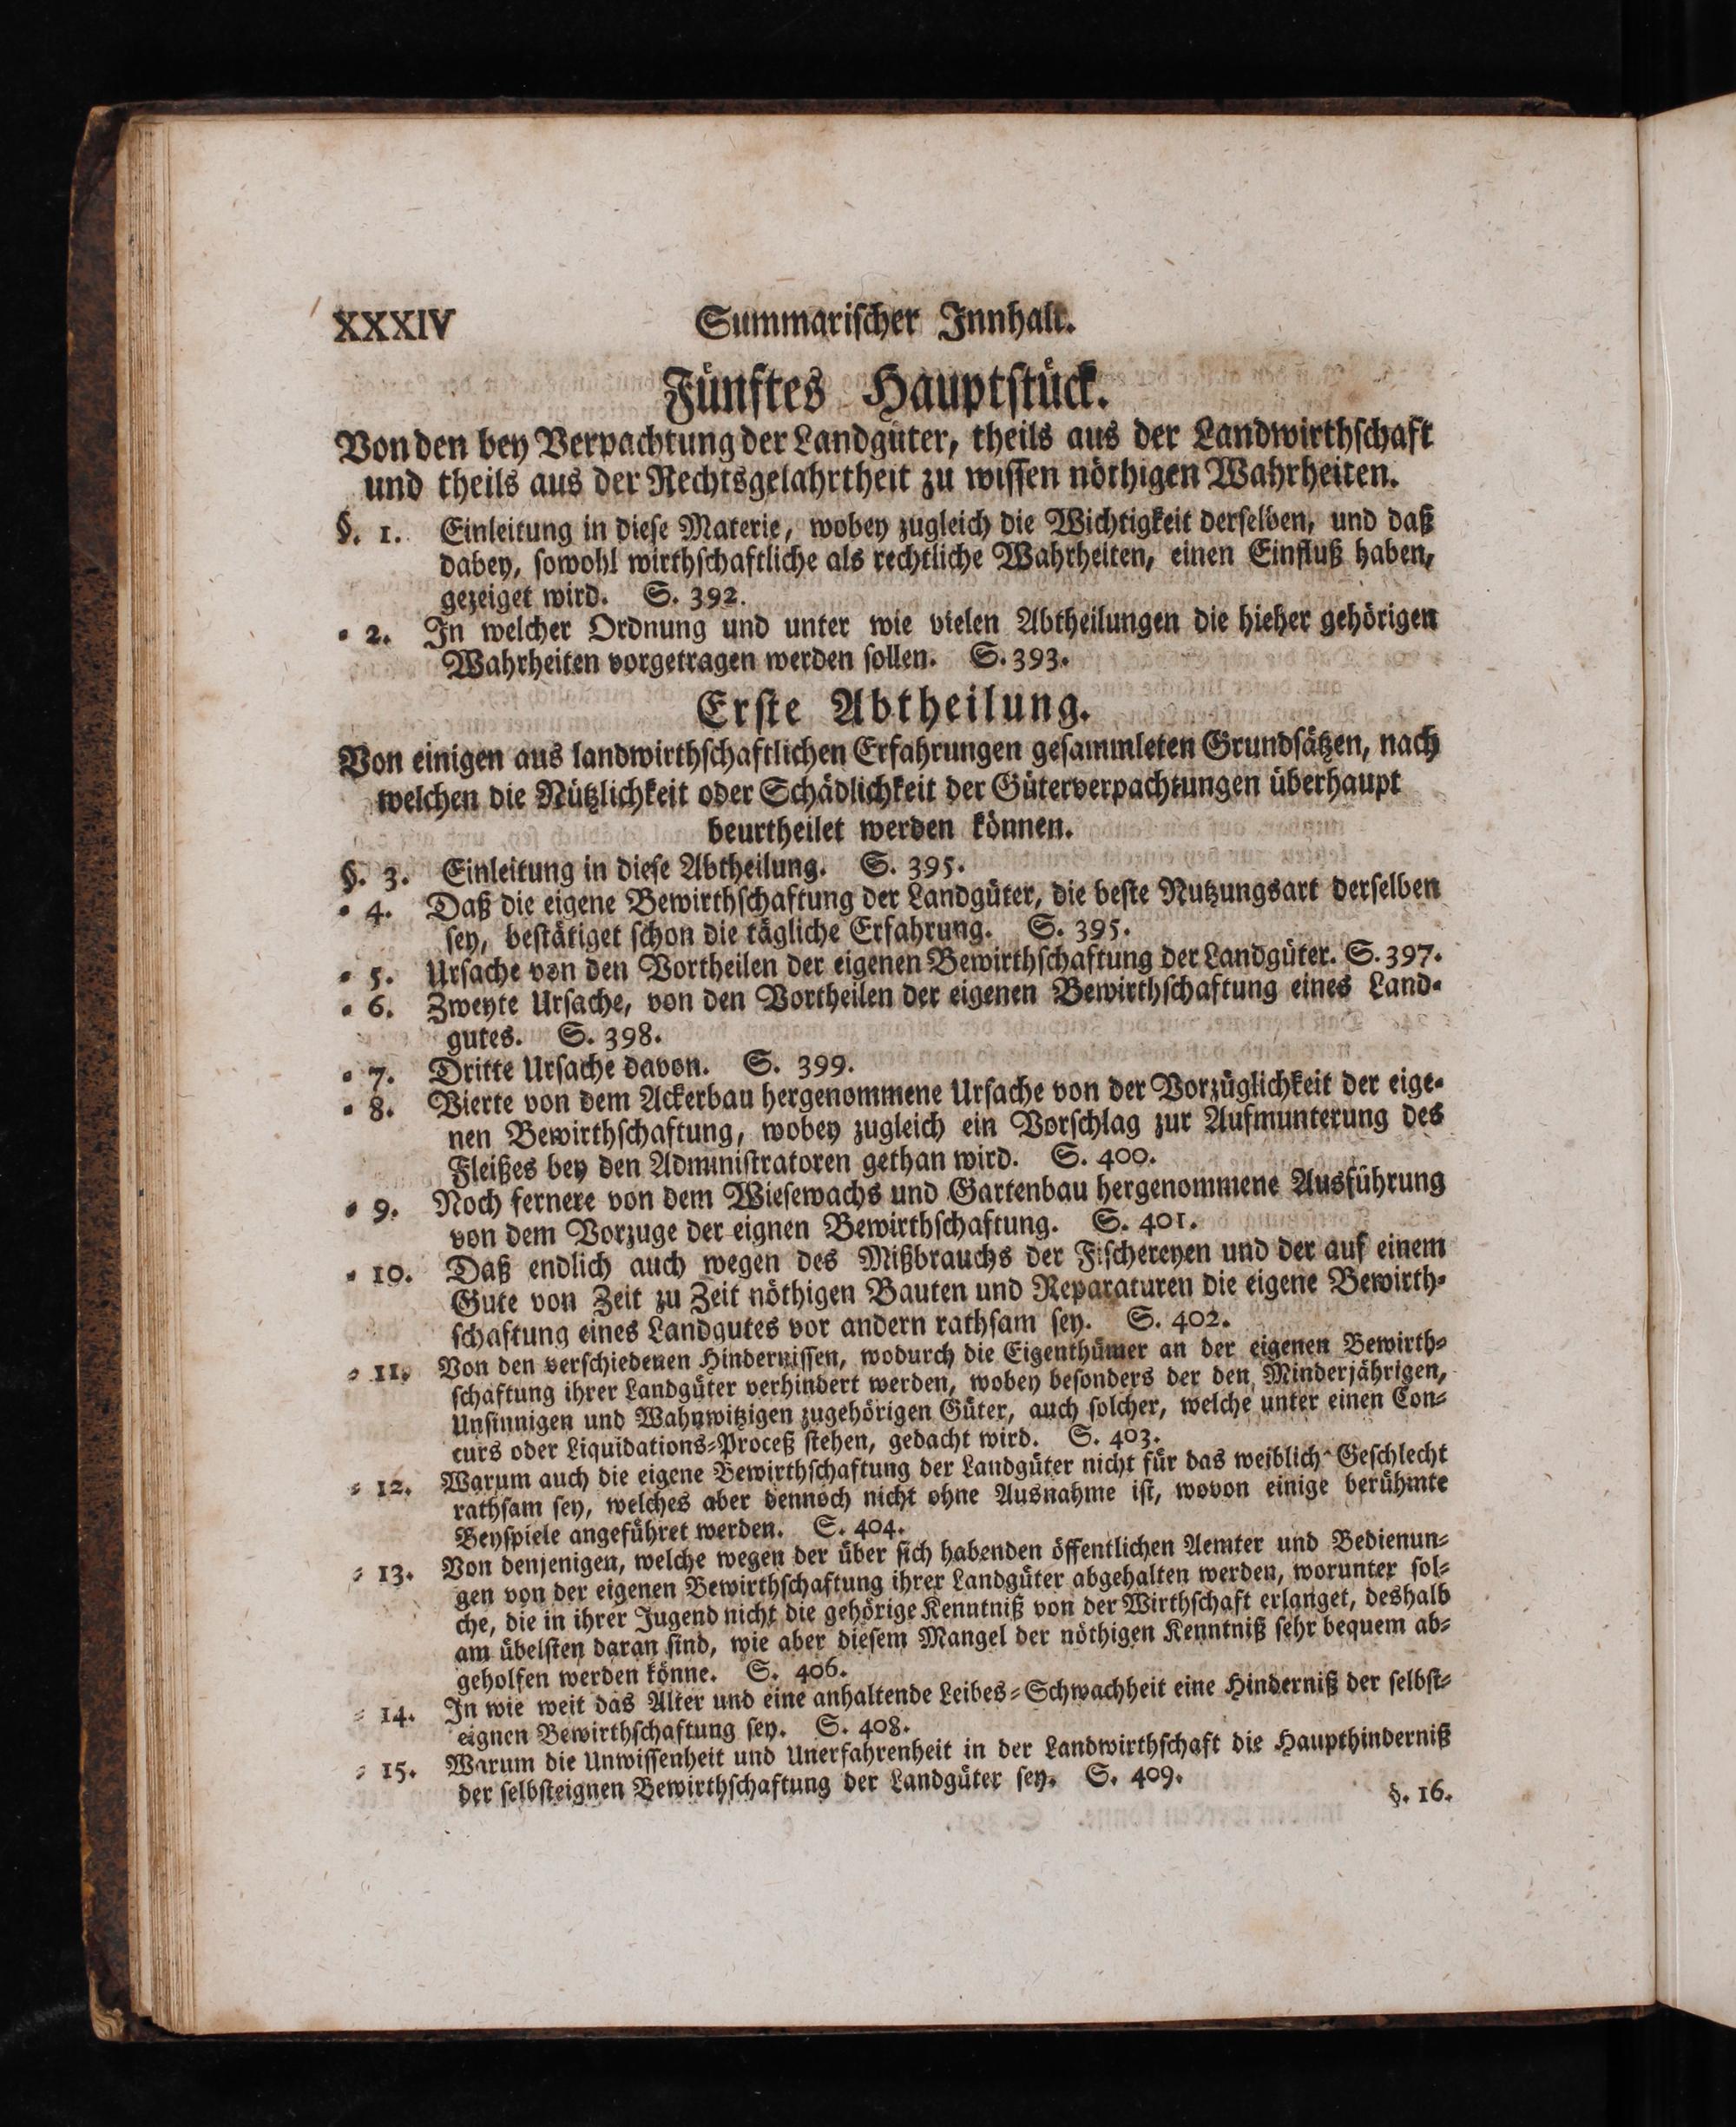 XXXIV Summarischer Innhalt.
Fünftes Hauptstück.
Von den bey Verpachtung der Landgüter, theils aus der Landwirthschaft
und theils aus der Rechtsgelahrtheit zu wissen nöthigen Wahrheiten.
§. 1. Einleitung in diese Materie, wobey zugleich die Wichtigkeit derselben, und daß
dabey, sowohl wirthschaftliche als rechtliche Wahrheiten, einen Einfluß haben,
gezeiget wird. S. 392.
= 2. In welcher Ordnung und unter wie vielen Abtheilungen die hieher gehörigen
Wahrheiten vorgetragen werden sollen. S. 393.
Erste Abtheilung.
Von einigen aus landwirthschaftlichen Erfahrungen gesammleten Grundsätzen, nach
welchen die Nützlichkeit oder Schädlichkeit der Güterverpachtungen überhaupt
beurtheilet werden können.
§. 3. Einleitung in diese Abtheilung. S. 395.
= 4. Daß die eigene Bewirthschaftung der Landgüter, die beste Nutzungsart derselben
sey, bestätiget schon die tägliche Erfahrung. S. 395.
= 5. Ursache von den Vortheilen der eigenen Bewirthschaftung der Landgüter. S. 397.
= 6. Zweyte Ursache, von den Vortheilen der eigenen Bewirthschaftung eines Land=
gutes. S. 398.
= 7. Dritte Ursache davon. S. 399.
= 8. Vierte von dem Ackerbau hergenommene Ursache von der Vorzüglichkeit der eige=
nen Bewirthschaftung, wobey zugleich ein Vorschlag zur Aufmunterung des
Fleißes bey den Administratoren gethan wird. S. 400.
= 9. Noch fernere von dem Wiesewachs und Gartenbau hergenommene Ausführung
von dem Vorzuge der eignen Bewirthschaftung. S. 401.
= 10. Daß endlich auch wegen des Mißbrauchs der Fischereyen und der auf einem
Gute von Zeit zu Zeit nöthigen Bauten und Reparaturen die eigene Bewirth=
schaftung eines Landgutes vor andern rathsam sey. S. 402.
= 11. Von den verschiedenen Hindernissen, wodurch die Eigenthümer an der eigenen Bewirth=
schaftung ihrer Landgüter verhindert werden, wobey besonders der den Minderjährigen,
Unsinnigen und Wahnwitzigen zugehörigen Güter, auch solcher, welche unter einen Con=
curs oder Liquidations=Proceß stehen, gedacht wird. S. 403.
= 12. Warum auch die eigene Bewirthschaftung der Landgüter nicht für das weiblich Geschlecht
rathsam sey, welches aber dennoch nicht ohne Ausnahme ist, wovon einige berühmte
Beyspiele angeführet werden. S. 404.
= 13. Von denjenigen, welche wegen der über sich habenden öffentlichen Aemter und Bedienun=
gen von der eigenen Bewirthschaftung ihrer Landgüter abgehalten werden, worunter sol=
che, die in ihrer Jugend nicht die gehörige Kenntniß von der Wirthschaft erlanget, deshalb
am übelsten daran sind, wie aber diesem Mangel der nöthigen Kenntniß sehr bequem ab=
geholfen werden könne. S. 406.
= 14. In wie weit das Alter und eine anhaltende Leibes=Schwachheit eine Hinderniß der selbst=
eignen Bewirthschaftung sey. S. 408.
= 15. Warum die Unwissenheit und Unerfahrenheit in der Landwirthschaft die Haupthinderniß
der selbsteignen Bewirthschaftung der Landgüter sey. S. 409.
§. 16.